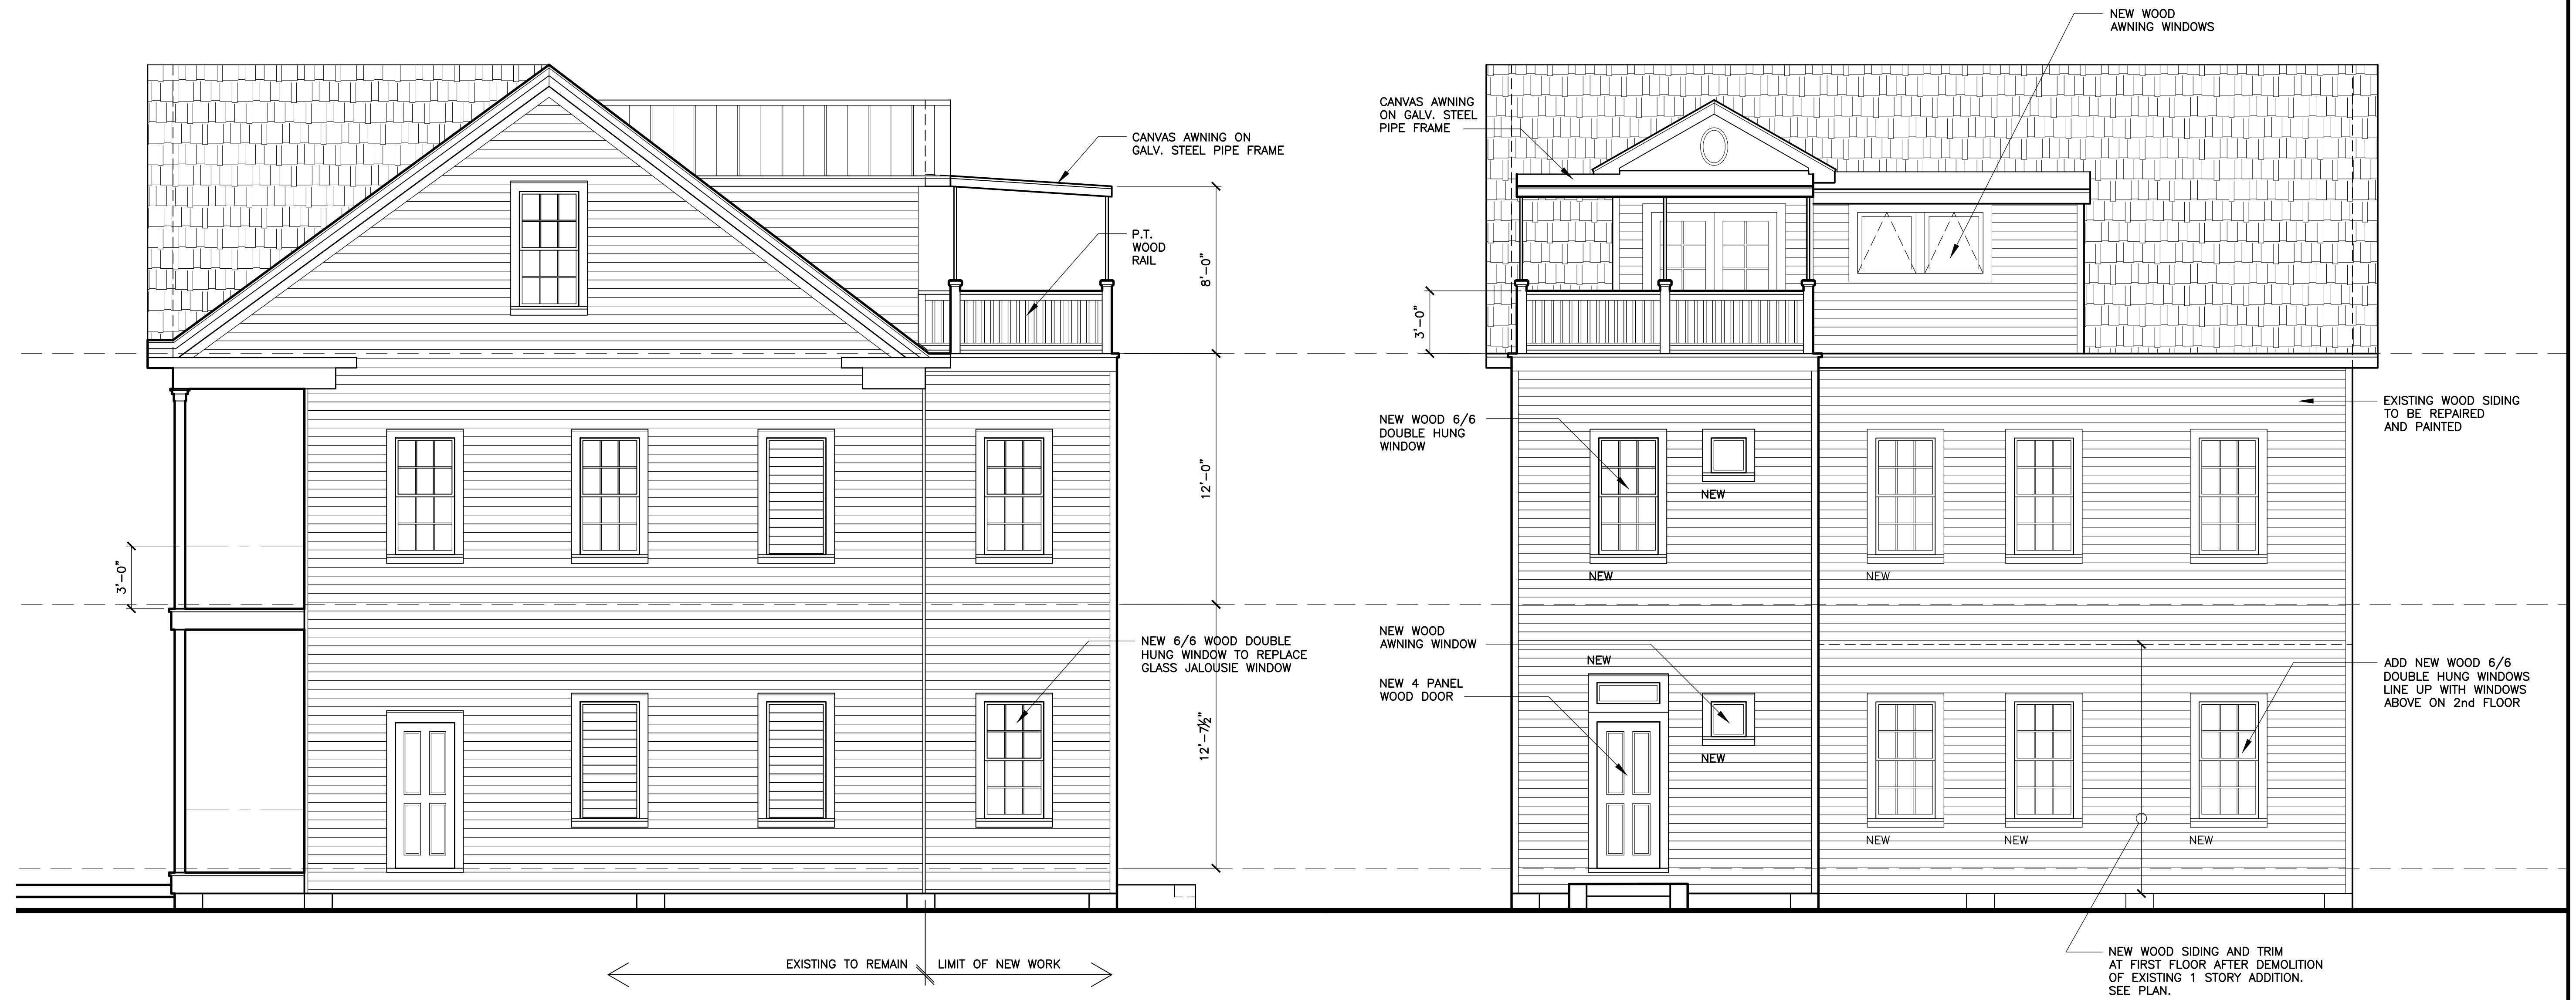 NEW WOOD
AWNING WINDOWS
CANVAS AWNING ON
GALV. STEEL PIPE FRAME
P.T.
WOOD
RAIL
8'-0"
12'-0"
3'-0"
NEW 6/6 WOOD DOUBLE
HUNG WINDOW TO REPLACE
GLASS JALOUSIE WINDOW
12'-7½"
EXISTING TO REMAIN
LIMIT OF NEW WORK
CANVAS AWNING
ON GALV. STEEL
PIPE FRAME
3'-0"
NEW WOOD 6/6
DOUBLE HUNG
WINDOW
NEW
NEW
NEW
EXISTING WOOD SIDING
TO BE REPAIRED
AND PAINTED
NEW WOOD
AWNING WINDOW
NEW
NEW 4 PANEL
WOOD DOOR
NEW
NEW
NEW
NEW
ADD NEW WOOD 6/6
DOUBLE HUNG WINDOWS
LINE UP WITH WINDOWS
ABOVE ON 2nd FLOOR
NEW WOOD SIDING AND TRIM
AT FIRST FLOOR AFTER DEMOLITION
OF EXISTING 1 STORY ADDITION.
SEE PLAN.